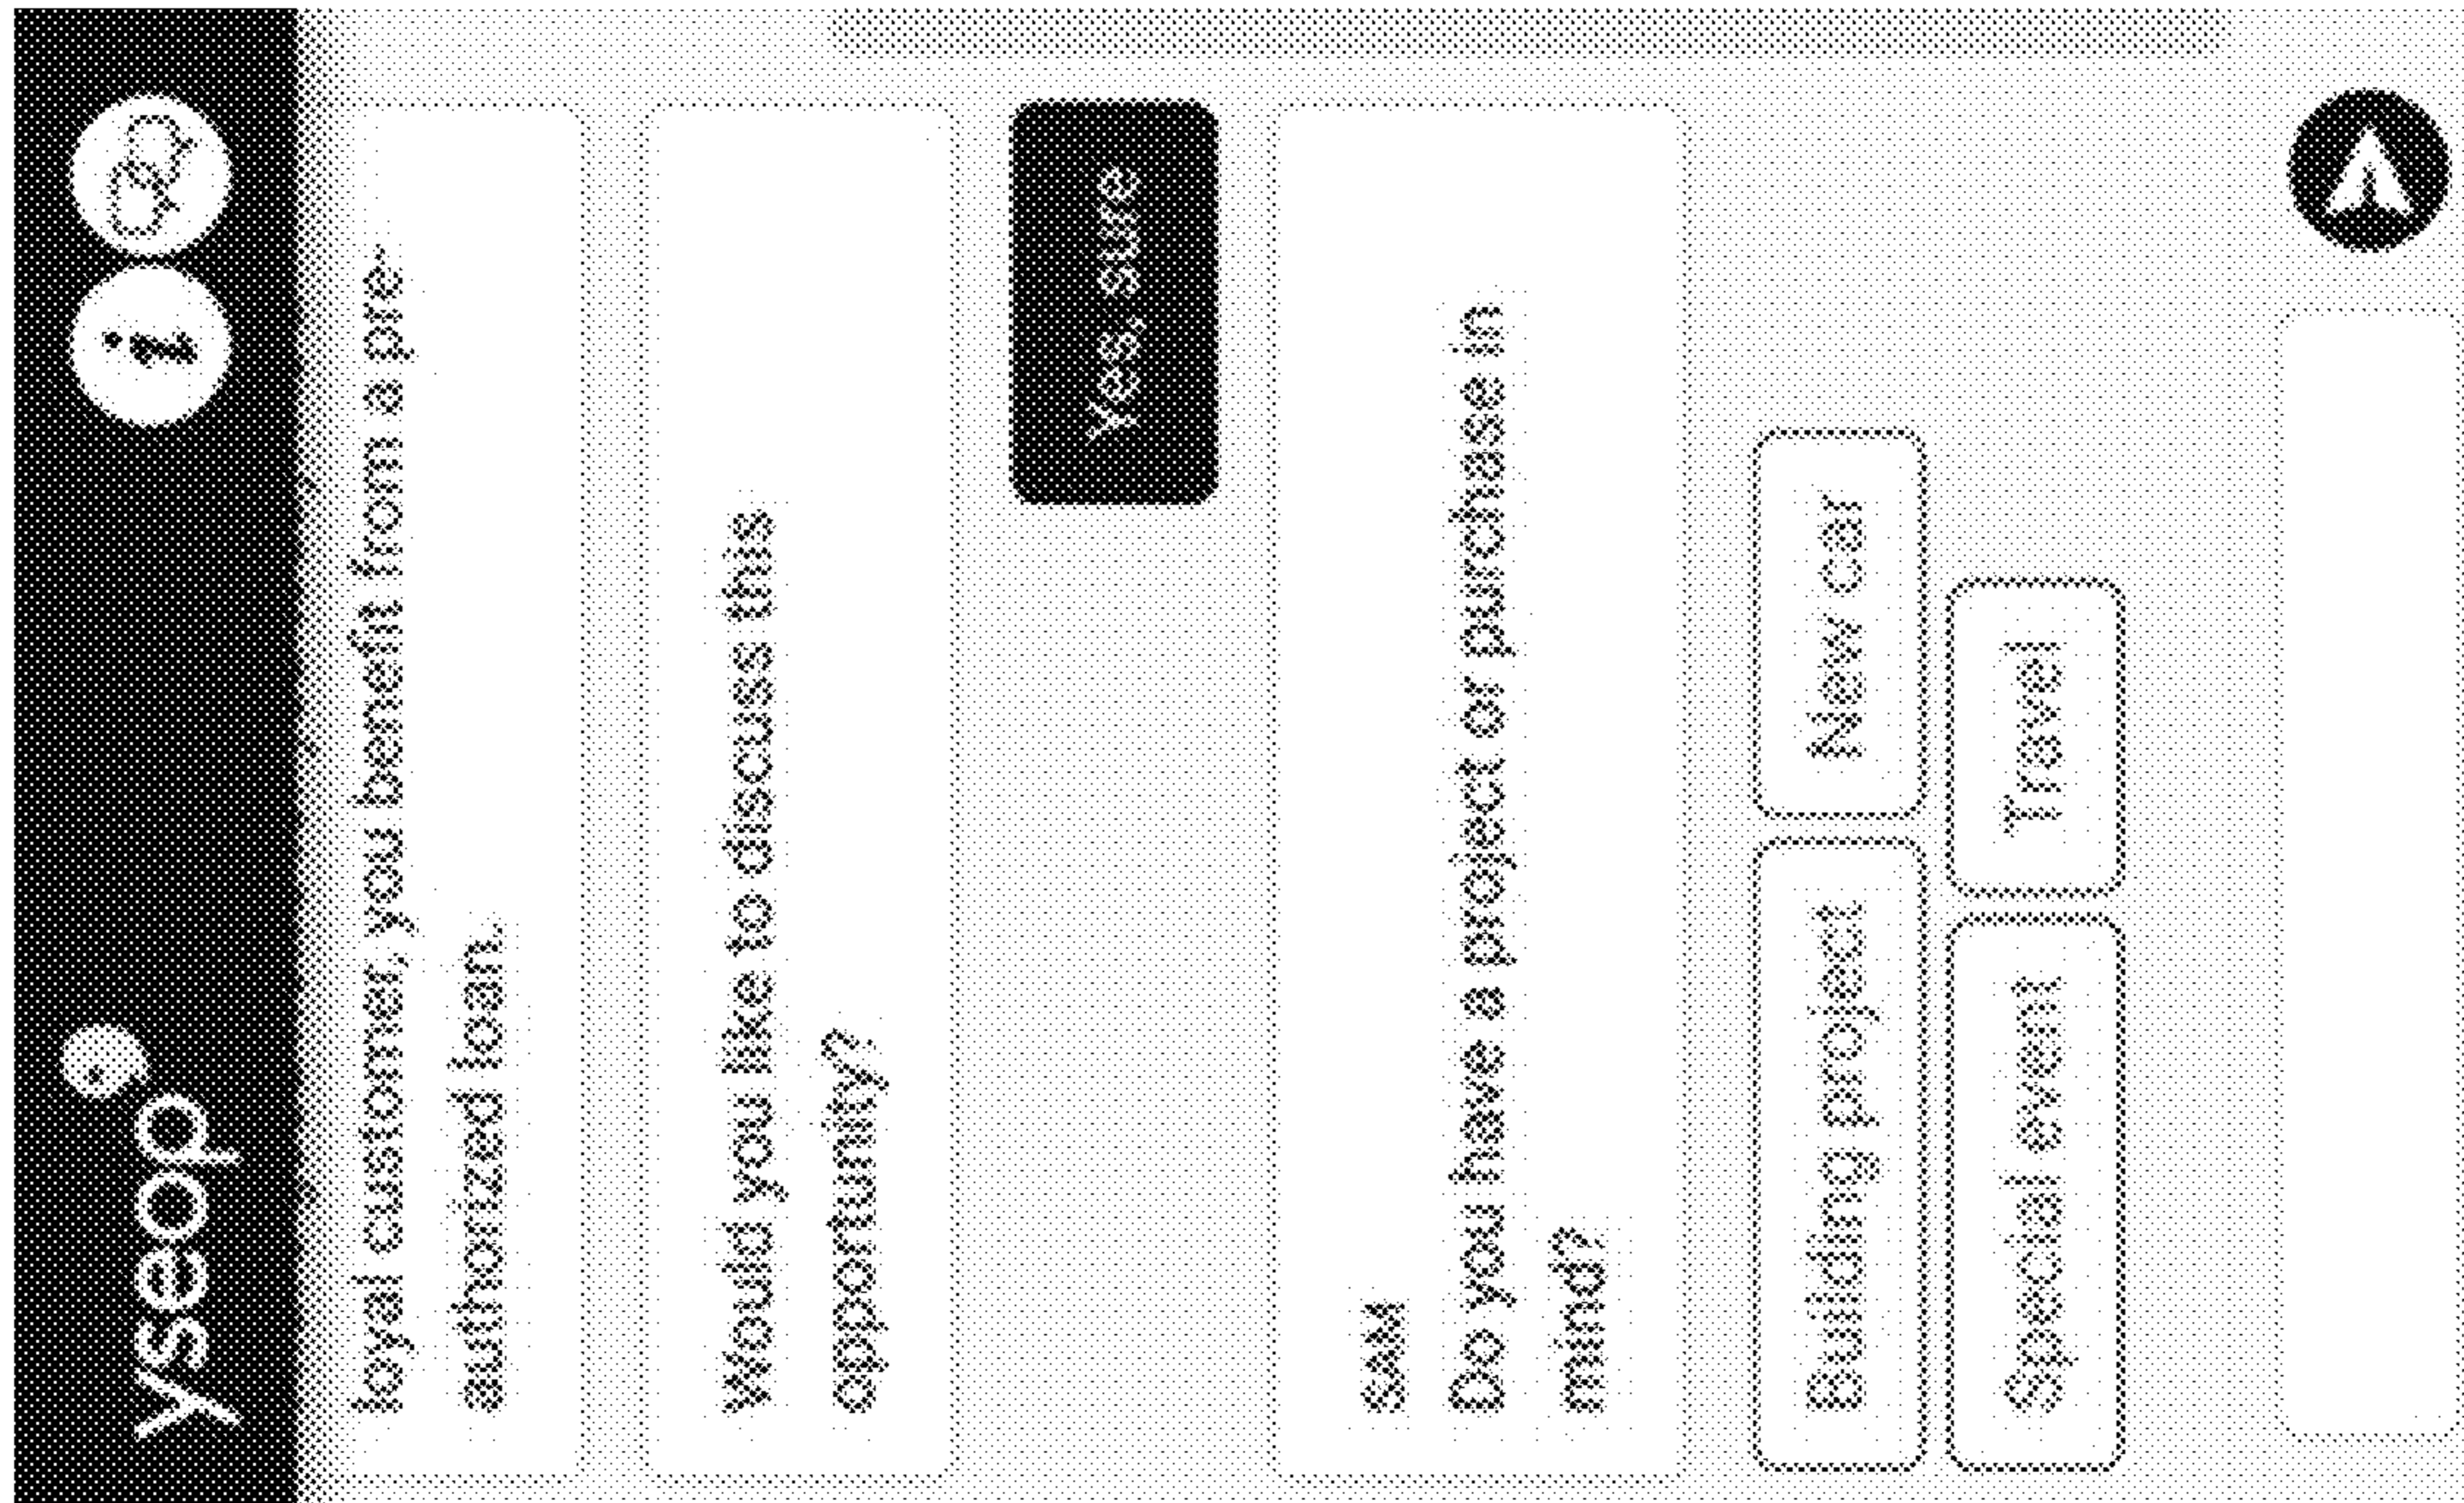 yseop
i
loyal customer, you benefit from a pre-
authorized loan.
Would you like to discuss this
opportunity?
Yes, sure
SAM
Do you have a project or purchase in
mind?
Building project
New car
Special event
Travel